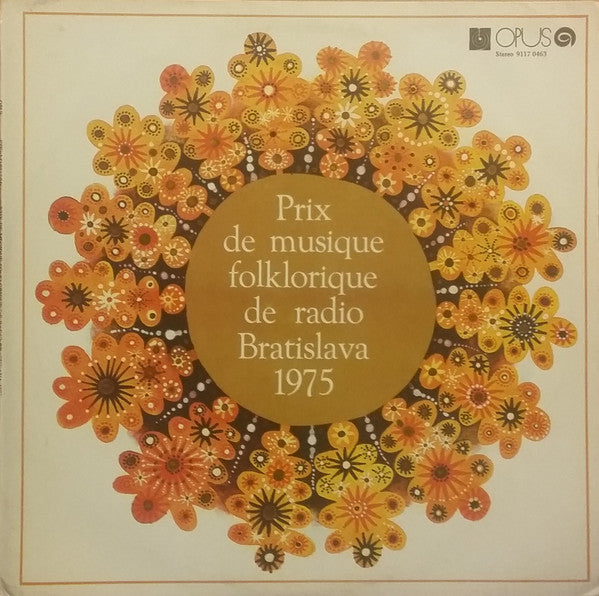 OPUS
Stereo 9117 0463
Prix
de musique
folklorique
de radio
Bratislava
1975